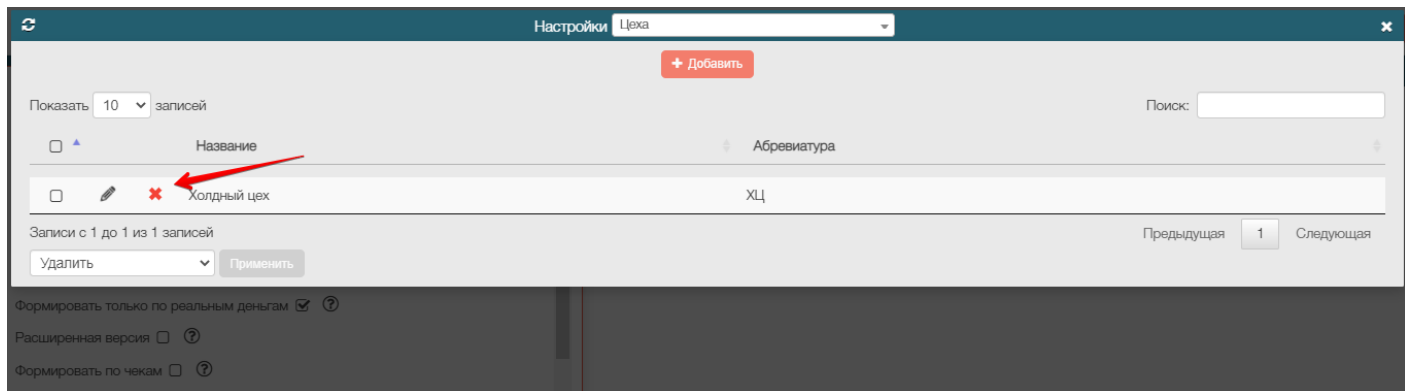 Настройки Цеха
+ Добавить
Показать 10 записей Поиск:
Название Абревиатура
Холдный цех ХЦ
Записи с 1 до 1 из 1 записей Предыдущая 1 Следующая
Удалить Применить
Формировать только по реальным деньгам ?
Расширенная версия ?
Формировать по чекам ?